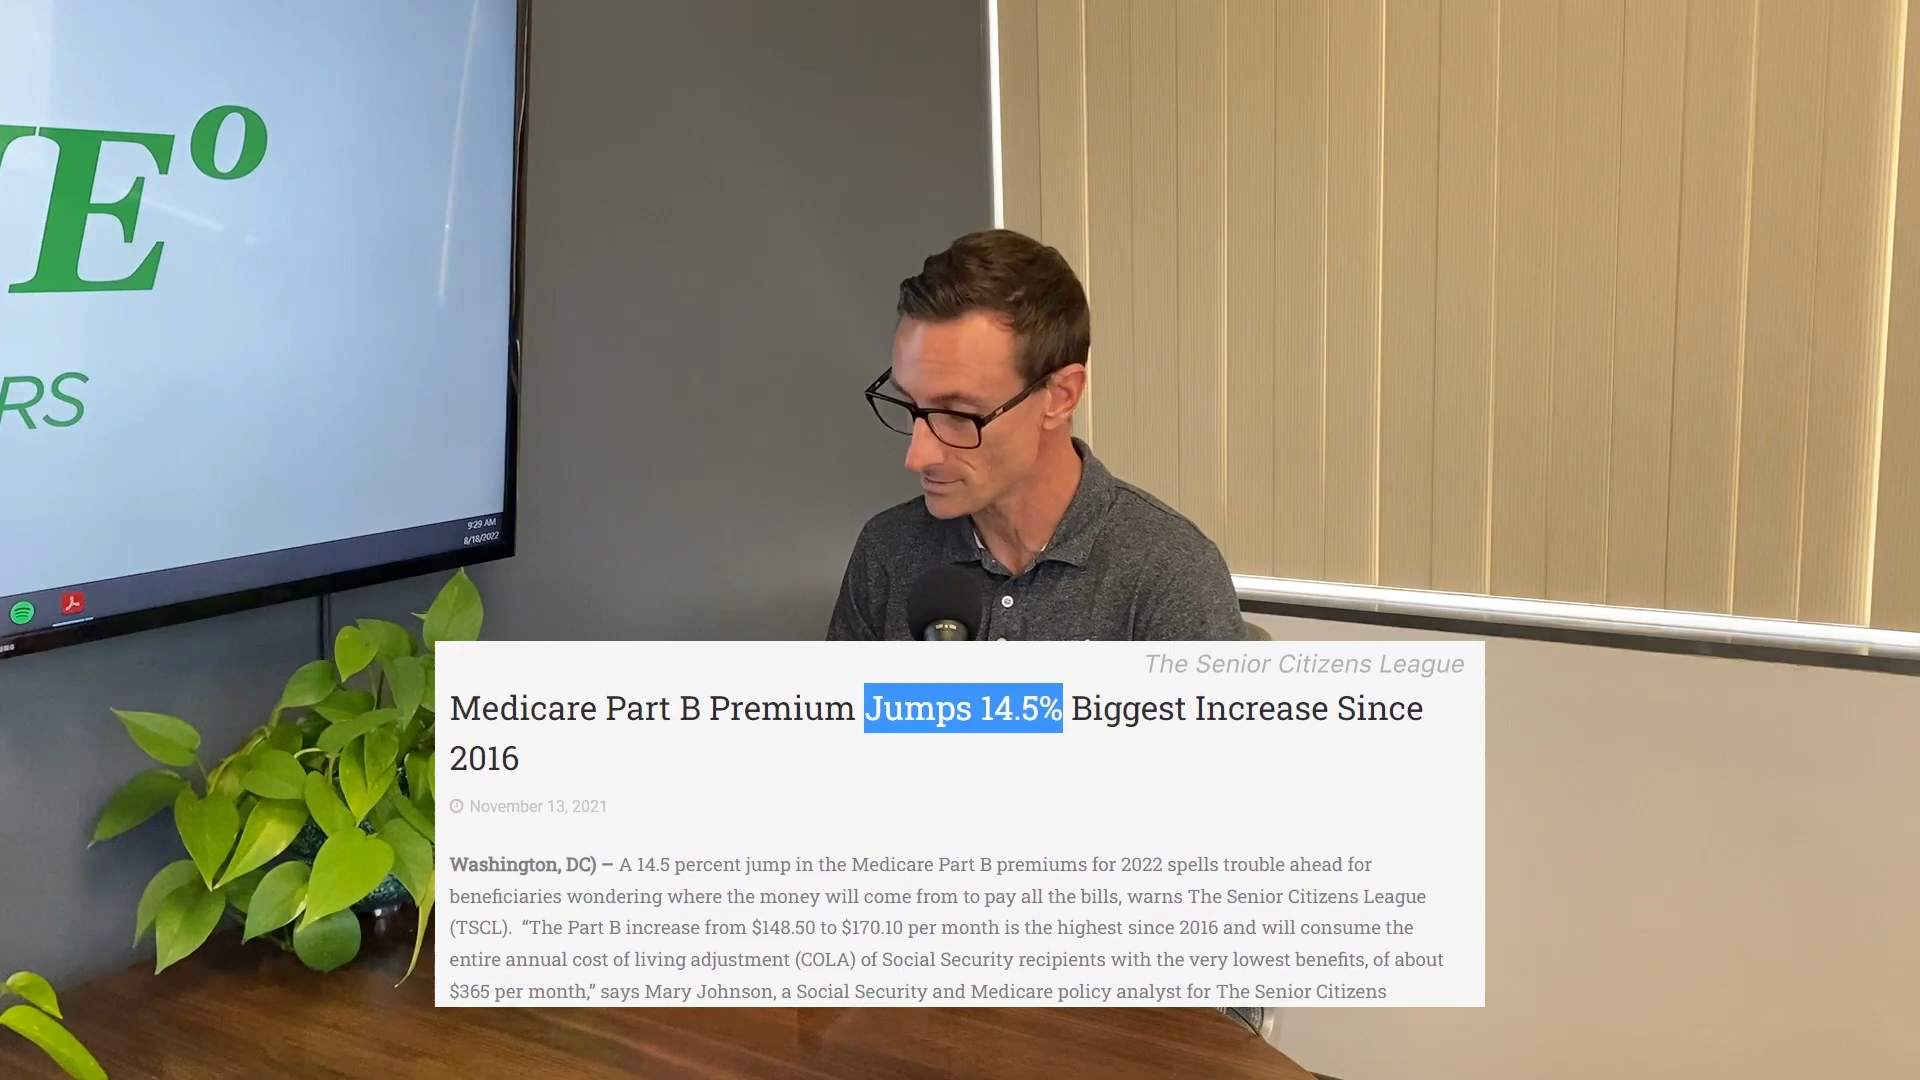 E°
RS
9:29 AM
8/18/2022
The Senior Citizens League
Medicare Part B Premium Jumps 14.5% Biggest Increase Since
2016
November 13, 2021
Washington, DC) – A 14.5 percent jump in the Medicare Part B premiums for 2022 spells trouble ahead for
beneficiaries wondering where the money will come from to pay all the bills, warns The Senior Citizens League
(TSCL).  “The Part B increase from $148.50 to $170.10 per month is the highest since 2016 and will consume the
entire annual cost of living adjustment (COLA) of Social Security recipients with the very lowest benefits, of about
$365 per month,” says Mary Johnson, a Social Security and Medicare policy analyst for The Senior Citizens